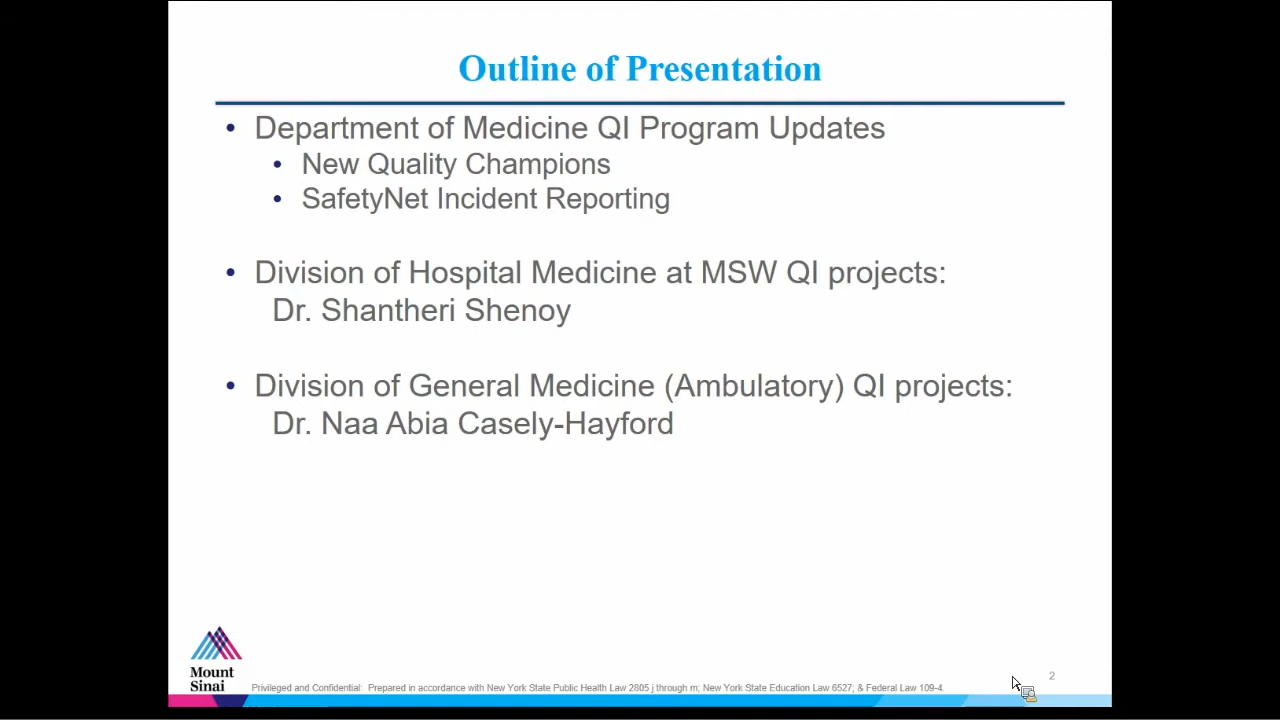 Outline of Presentation
• Department of Medicine QI Program Updates
• New Quality Champions
• SafetyNet Incident Reporting
• Division of Hospital Medicine at MSW QI projects:
Dr. Shantheri Shenoy
• Division of General Medicine (Ambulatory) QI projects:
Dr. Naa Abia Casely-Hayford
Mount
Sinai
Privileged and Confidential: Prepared in accordance with New York State Public Health Law 2805 j through m; New York State Education Law 6527; & Federal Law 109-4.
2